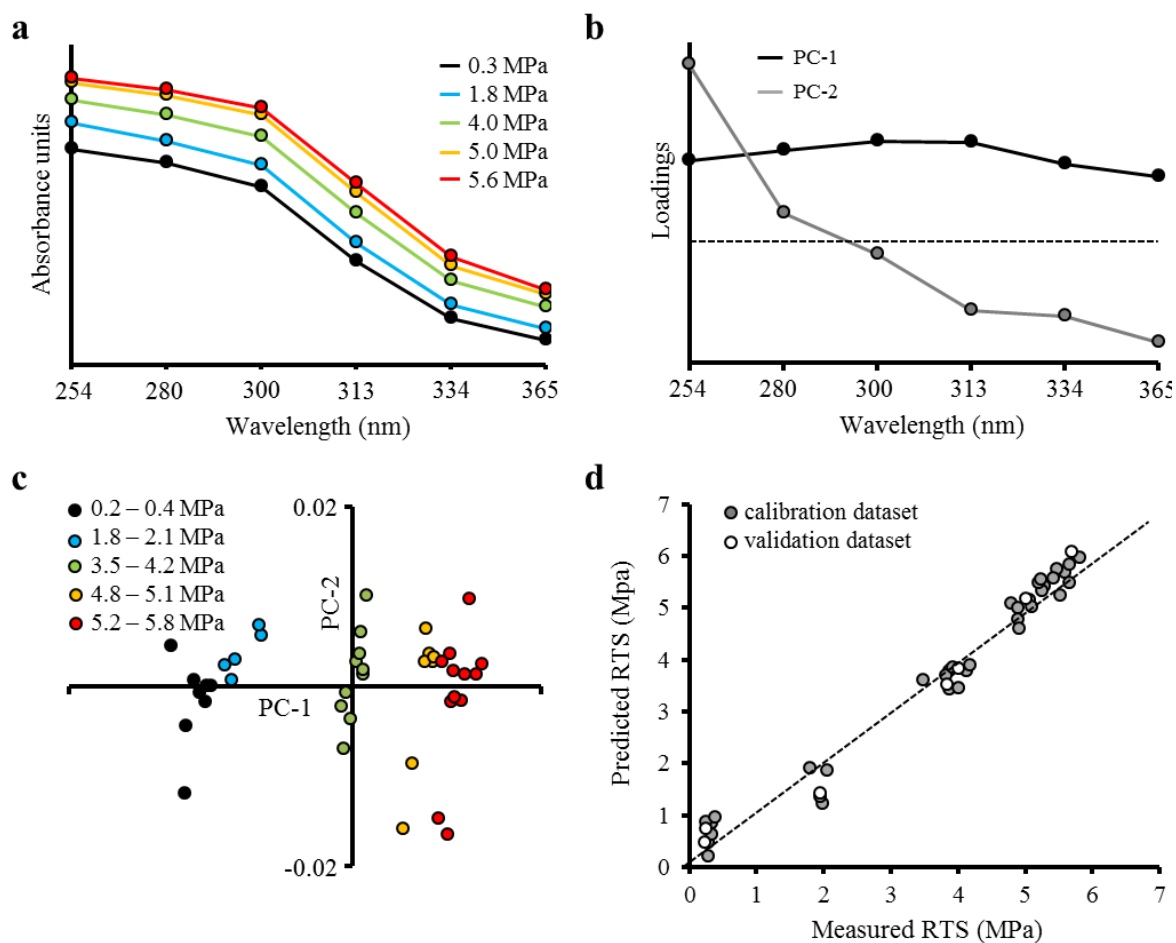 a
0.3 MPa
1.8 MPa
4.0 MPa
5.0 MPa
5.6 MPa
Absorbance units
254 280 300 313 334 365
Wavelength (nm)
b
PC-1
PC-2
Loadings
254 280 300 313 334 365
Wavelength (nm)
c
0.2 – 0.4 MPa
1.8 – 2.1 MPa
3.5 – 4.2 MPa
4.8 – 5.1 MPa
5.2 – 5.8 MPa
0.02
PC-2
PC-1
-0.02
d
calibration dataset
validation dataset
Predicted RTS (Mpa)
7
6
5
4
3
2
1
0
0 1 2 3 4 5 6 7
Measured RTS (MPa)